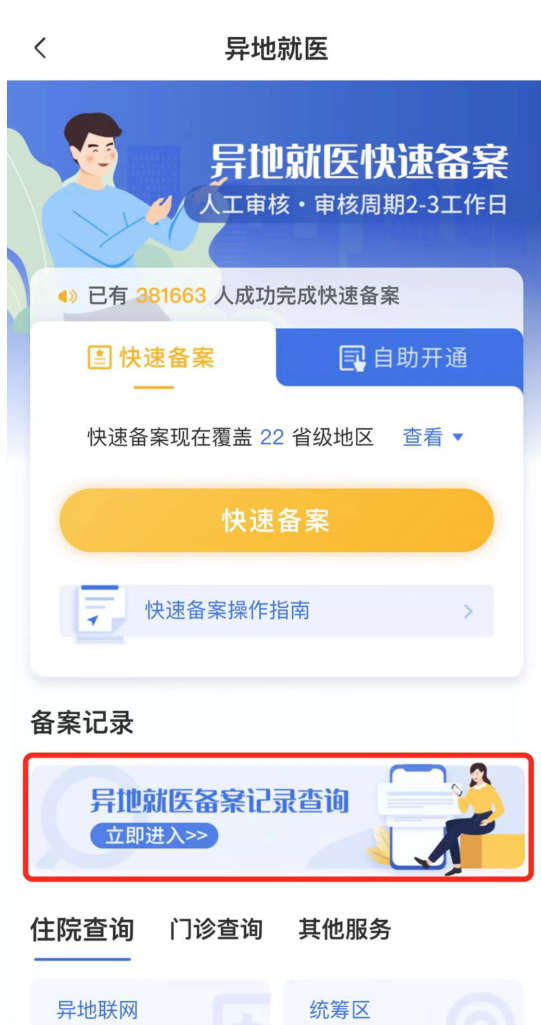 异地就医
异地就医快速备案
人工审核·审核周期2-3工作日
已有 381663 人成功完成快速备案
快速备案
自助开通
快速备案现在覆盖 22 省级地区 查看
快速备案
快速备案操作指南
备案记录
异地就医备案记录查询
立即进入>>
住院查询 门诊查询 其他服务
异地联网
统筹区